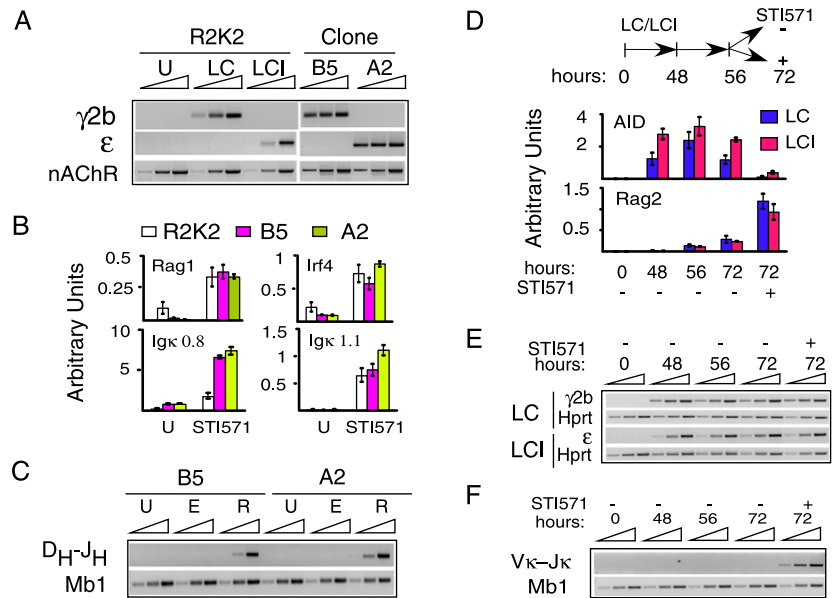 A
R2K2 Clone
U LC LCI B5 A2
γ2b
ε
nAChR
B
R2K2 B5 A2
Arbitrary Units
0.5
0.25
Rag1
1
0.5
Irf4
10
5
Igκ 0.8
1.5
1
0.5
Igκ 1.1
U STI571 U STI571
C
B5 A2
U E R U E R
DH-JH
Mb1
D
STI571
LC/LCI
-
+
hours: 0 48 56 72
Arbitrary Units
4
2
AID
LC
LCI
1.5
0.5
Rag2
hours: 0 48 56 72 72
STI571 - - - - +
E
STI571 - - - - +
hours: 0 48 56 72 72
LC γ2b
Hprt
LCI ε
Hprt
F
STI571 - - - - +
hours: 0 48 56 72 72
Vκ–Jκ
Mb1